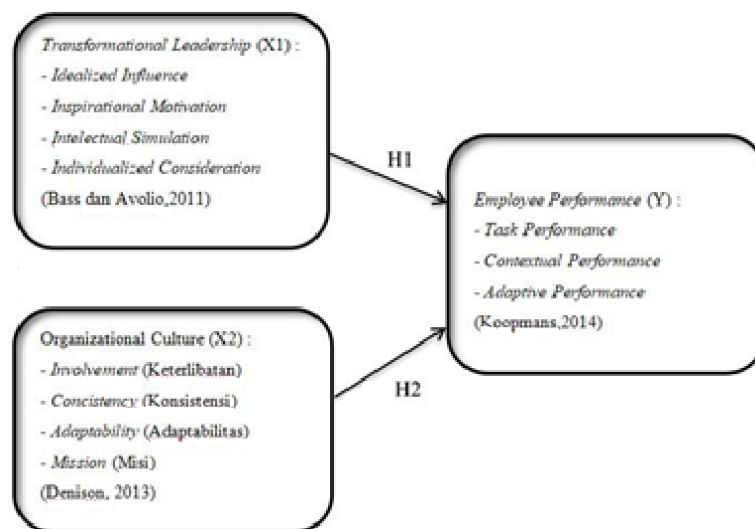 Transformational Leadership (X1) :
- Idealized Influence
- Inspirational Motivation
- Intelectual Simulation
- Individualized Consideration
(Bass dan Avolio,2011)
H1
Employee Performance (Y) :
- Task Performance
- Contextual Performance
- Adaptive Performance
(Koopmans,2014)
Organizational Culture (X2) :
- Involvement (Keterlibatan)
- Concistency (Konsistensi)
- Adaptability (Adaptabilitas)
- Mission (Misi)
(Denison, 2013)
H2